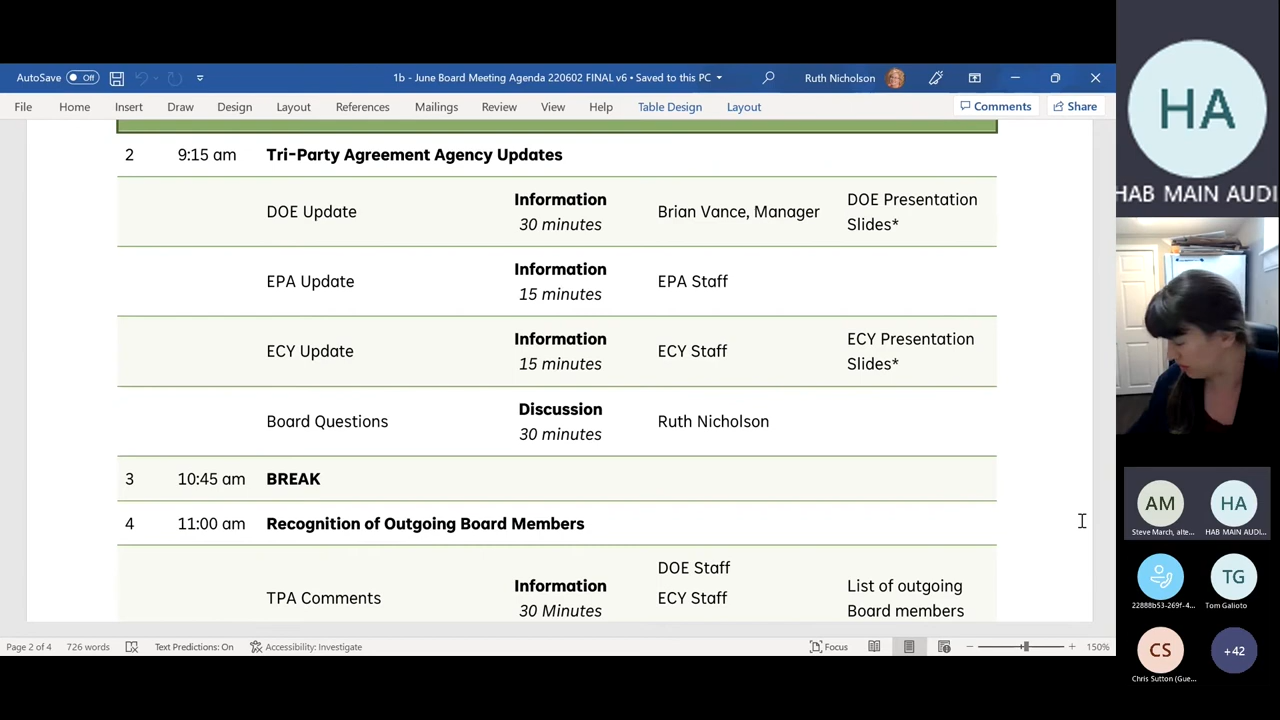 AutoSave Off
1b - June Board Meeting Agenda 220602 FINAL v6 • Saved to this PC
Ruth Nicholson
File Home Insert Draw Design Layout References Mailings Review View Help Table Design Layout
Comments Share
2 9:15 am Tri-Party Agreement Agency Updates
DOE Update Information 30 minutes Brian Vance, Manager DOE Presentation Slides*
EPA Update Information 15 minutes EPA Staff
ECY Update Information 15 minutes ECY Staff ECY Presentation Slides*
Board Questions Discussion 30 minutes Ruth Nicholson
3 10:45 am BREAK
4 11:00 am Recognition of Outgoing Board Members
TPA Comments Information 30 Minutes DOE Staff ECY Staff List of outgoing Board members
Page 2 of 4 726 words Text Predictions: On Accessibility: Investigate Focus 150%
HA
HAB MAIN AUDI
AM HA
Steve March, alte... HAB MAIN AUDI...
TG
22888b53-269f-4... Tom Galioto
CS +42
Chris Sutton (Gue...